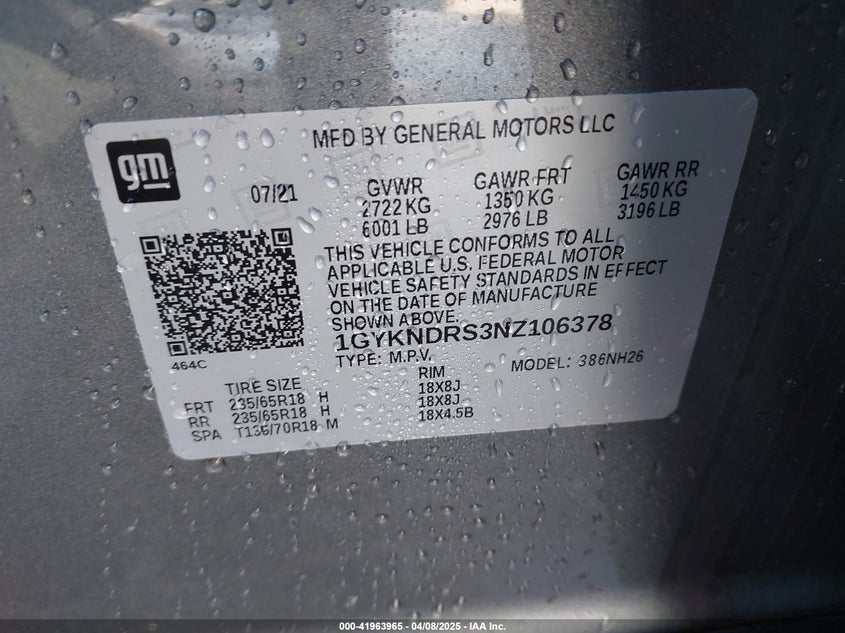 MFD BY GENERAL MOTORS LLC
gm
07/21
GVWR GAWR FRT GAWR RR
2722 KG 1350 KG 1450 KG
6001 LB 2976 LB 3196 LB
THIS VEHICLE CONFORMS TO ALL
APPLICABLE U.S. FEDERAL MOTOR
VEHICLE SAFETY STANDARDS IN EFFECT
ON THE DATE OF MANUFACTURE
SHOWN ABOVE.
1GYKNDRS3NZ106378
464C
TYPE: M.P.V. MODEL: 386NH26
TIRE SIZE RIM
FRT 235/65R18 H 18X8J
RR 235/65R18 H 18X8J
SPA T135/70R18 M 18X4.5B
000-41963965 - 04/08/2025 - IAA Inc.